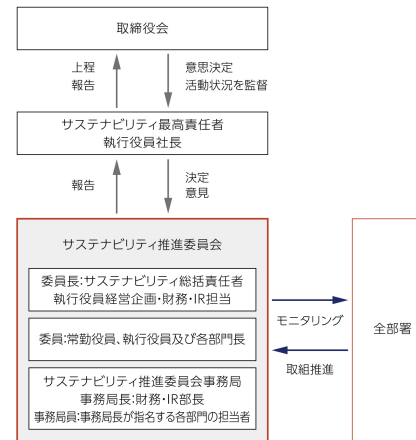 取締役会
上程
報告
意思決定
活動状況を監督
サステナビリティ最高責任者
執行役員社長
報告
決定
意見
サステナビリティ推進委員会
委員長:サステナビリティ総括責任者
執行役員経営企画・財務・IR担当
委員:常勤役員、執行役員及び各部門長
サステナビリティ推進委員会事務局
事務局長:財務・IR部長
事務局員:事務局長が指名する各部門の担当者
モニタリング
取組推進
全部署